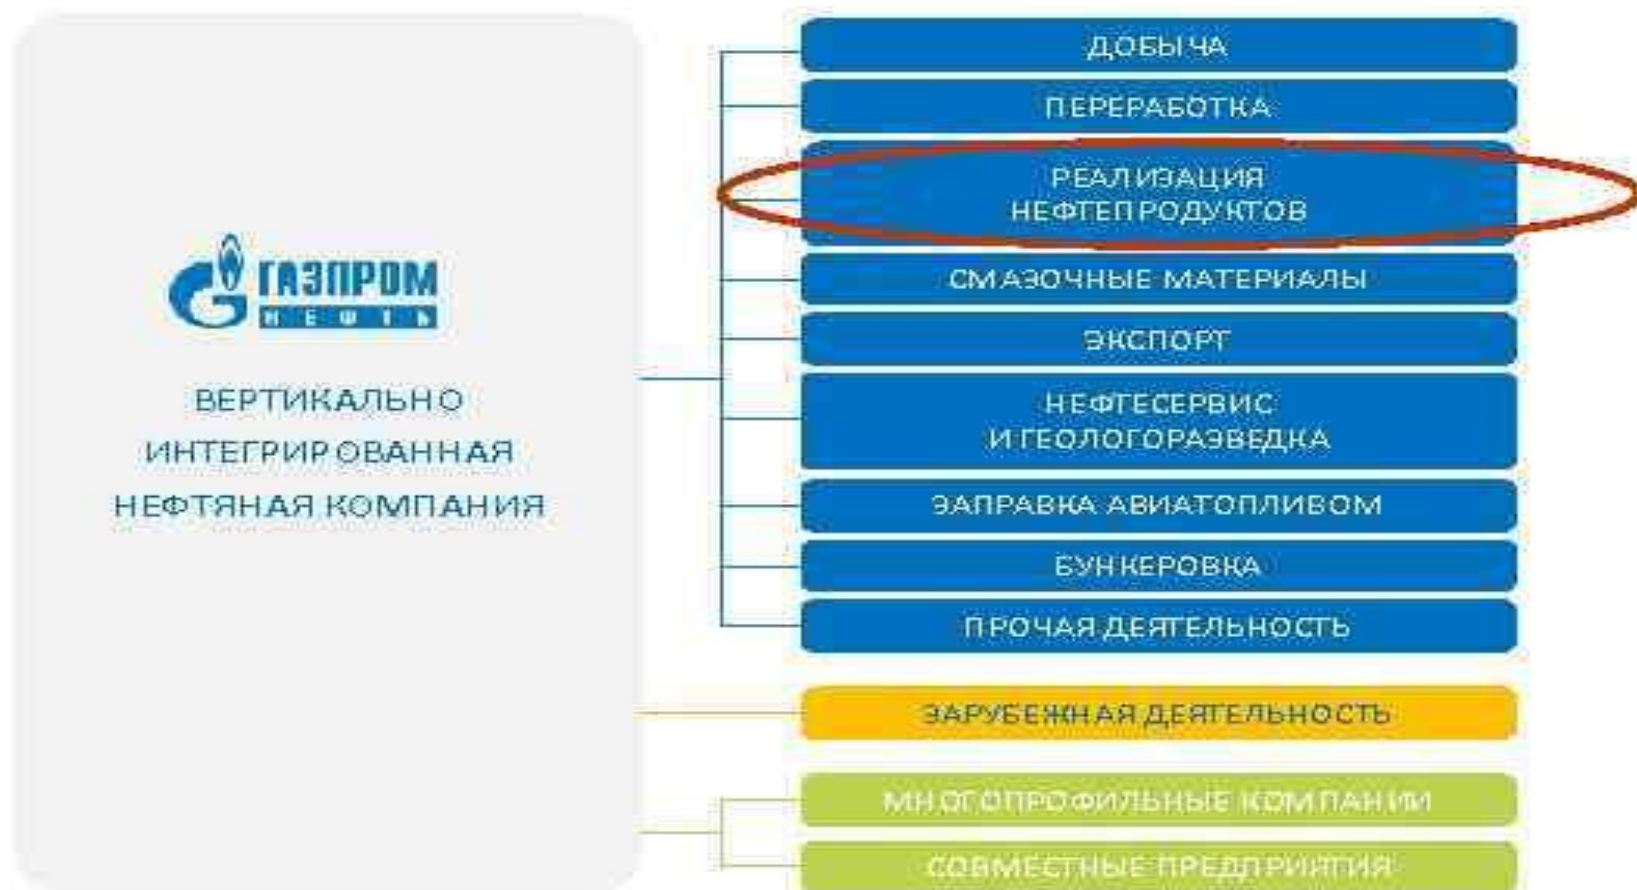 ГАЗПРОМ
НЕФТЬ
ВЕРТИКАЛЬНО
ИНТЕГРИРОВАННАЯ
НЕФТЯНАЯ КОМПАНИЯ
ДОБЫЧА
ПЕРЕРАБОТКА
РЕАЛИЗАЦИЯ
НЕФТЕПРОДУКТОВ
СМАЗОЧНЫЕ МАТЕРИАЛЫ
ЭКСПОРТ
НЕФТЕСЕРВИС
И ГЕОЛОГОРАЗВЕДКА
ЗАПРАВКА АВИАТОПЛИВОМ
БУНКЕРОВКА
ПРОЧАЯ ДЕЯТЕЛЬНОСТЬ
ЗАРУБЕЖНАЯ ДЕЯТЕЛЬНОСТЬ
МНОГОПРОФИЛЬНЫЕ КОМПАНИИ
СОВМЕСТНЫЕ ПРЕДПРИЯТИЯ